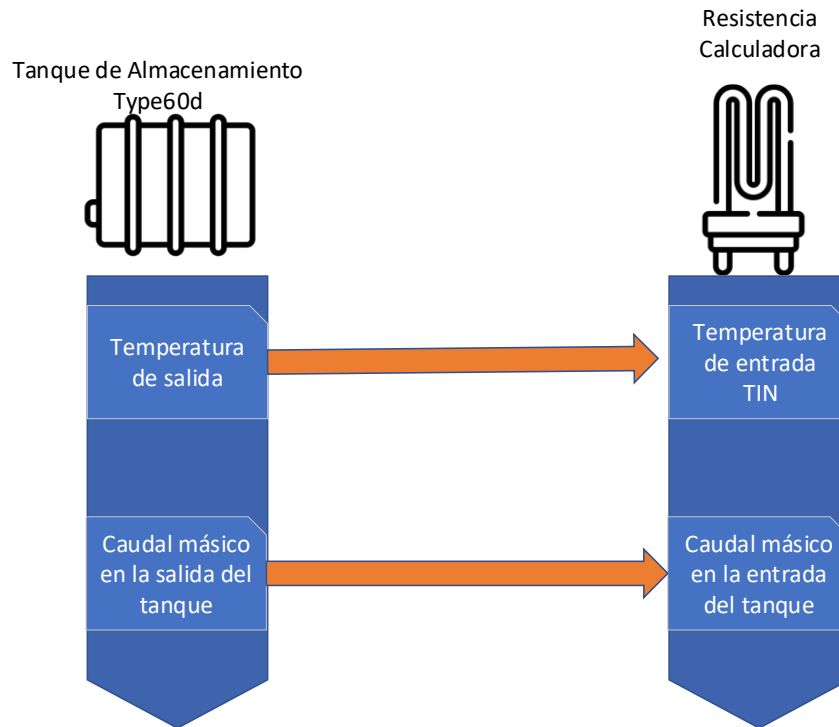 Tanque de Almacenamiento
Type60d
Resistencia
Calculadora
Temperatura
de salida
Temperatura
de entrada
TIN
Caudal másico
en la salida del
tanque
Caudal másico
en la entrada
del tanque